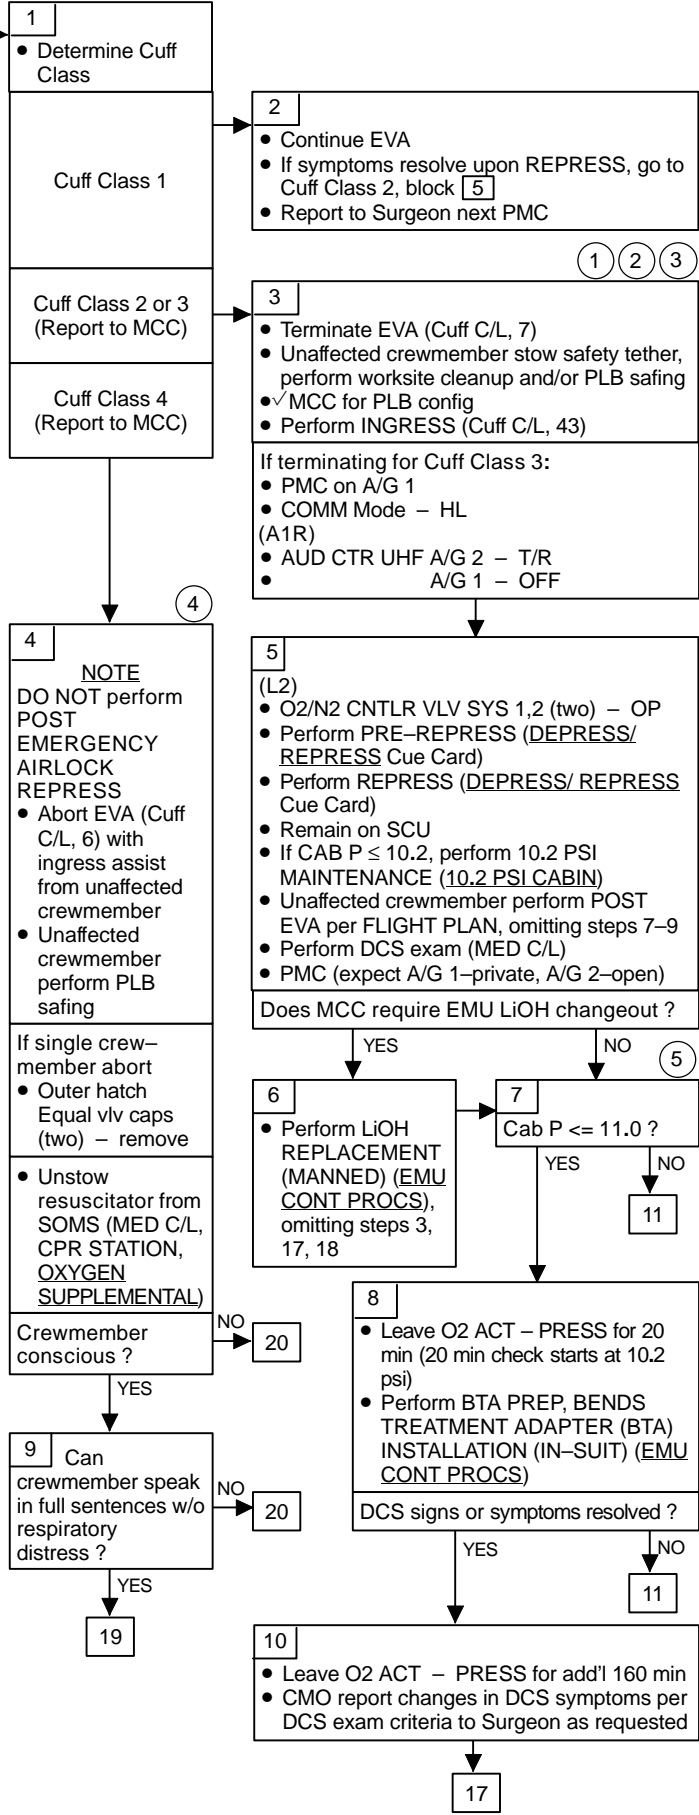 1
● Determine Cuff
Class
Cuff Class 1
2
● Continue EVA
● If symptoms resolve upon REPRESS, go to
Cuff Class 2, block 5
● Report to Surgeon next PMC
Cuff Class 2 or 3
(Report to MCC)
1 2 3
3
● Terminate EVA (Cuff C/L, 7)
● Unaffected crewmember stow safety tether,
perform worksite cleanup and/or PLB safing
●✓MCC for PLB config
● Perform INGRESS (Cuff C/L, 43)
If terminating for Cuff Class 3:
● PMC on A/G 1
● COMM Mode – HL
(A1R)
● AUD CTR UHF A/G 2 – T/R
● A/G 1 – OFF
Cuff Class 4
(Report to MCC)
4
4
NOTE
DO NOT perform
POST
EMERGENCY
AIRLOCK
REPRESS
● Abort EVA (Cuff
C/L, 6) with
ingress assist
from unaffected
crewmember
● Unaffected
crewmember
perform PLB
safing
If single crew–
member abort
● Outer hatch
Equal vlv caps
(two) – remove
● Unstow
resuscitator from
SOMS (MED C/L,
CPR STATION,
OXYGEN
SUPPLEMENTAL)
Crewmember
conscious ?
NO
20
YES
9 Can
crewmember speak
in full sentences w/o
respiratory
distress ?
NO
20
YES
19
5
(L2)
● O2/N2 CNTLR VLV SYS 1,2 (two) – OP
● Perform PRE–REPRESS (DEPRESS/
REPRESS Cue Card)
● Perform REPRESS (DEPRESS/ REPRESS
Cue Card)
● Remain on SCU
● If CAB P ≤ 10.2, perform 10.2 PSI
MAINTENANCE (10.2 PSI CABIN)
● Unaffected crewmember perform POST
EVA per FLIGHT PLAN, omitting steps 7–9
● Perform DCS exam (MED C/L)
● PMC (expect A/G 1–private, A/G 2–open)
Does MCC require EMU LiOH changeout ?
YES
NO
5
6
● Perform LiOH
REPLACEMENT
(MANNED) (EMU
CONT PROCS),
omitting steps 3,
17, 18
7
Cab P <= 11.0 ?
YES
NO
11
8
● Leave O2 ACT – PRESS for 20
min (20 min check starts at 10.2
psi)
● Perform BTA PREP, BENDS
TREATMENT ADAPTER (BTA)
INSTALLATION (IN–SUIT) (EMU
CONT PROCS)
DCS signs or symptoms resolved ?
YES
NO
11
10
● Leave O2 ACT – PRESS for add'l 160 min
● CMO report changes in DCS symptoms per
DCS exam criteria to Surgeon as requested
17